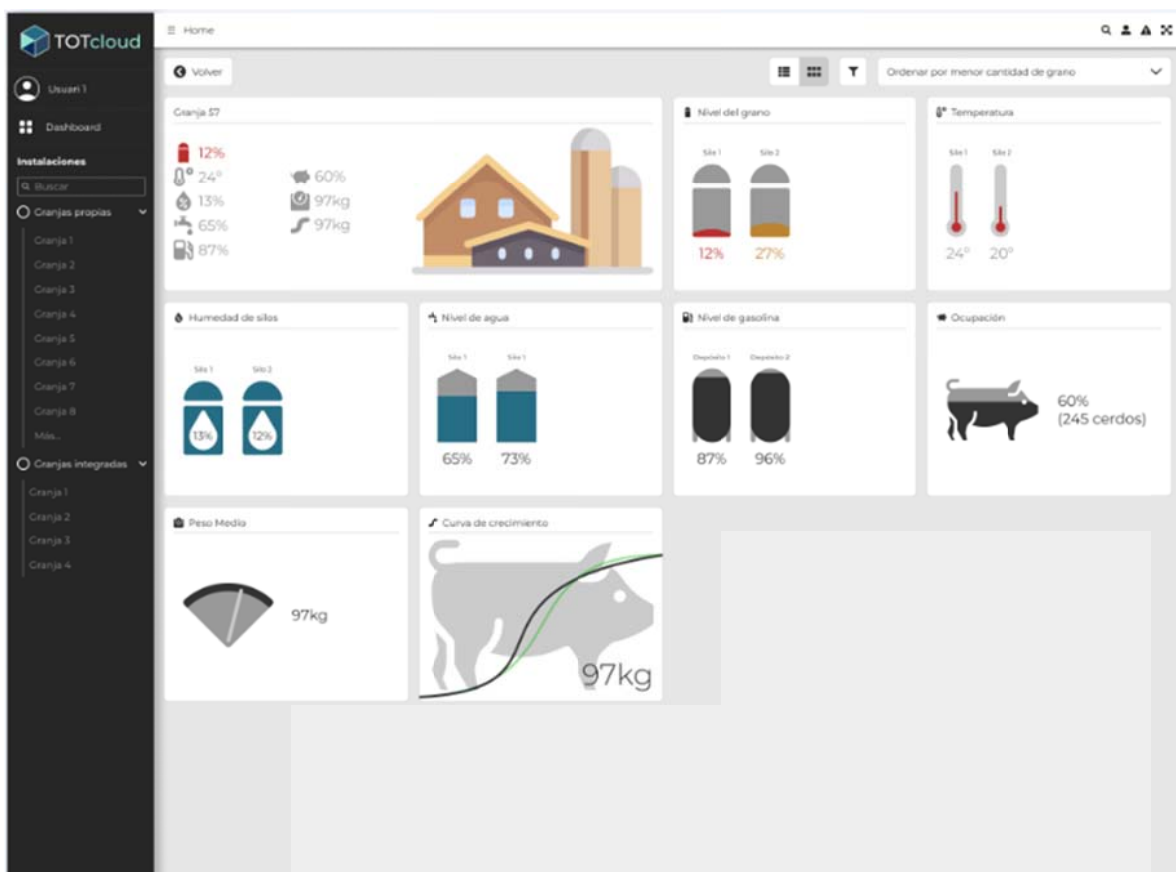 TOTcloud
Usuari 1
Dashboard
Instalaciones
Buscar
Granjas propias
Granja 1
Granja 2
Granja 3
Granja 4
Granja 5
Granja 6
Granja 7
Granja 8
Más...
Granjas integradas
Granja 1
Granja 2
Granja 3
Granja 4
Home
Volver
Ordenar por menor cantidad de grano
Granja 57
12%
24°
13%
65%
87%
60%
97kg
97kg
Nivel del grano
Silo 1 Silo 2
12% 27%
Temperatura
Silo 1 Silo 2
24° 20°
Humedad de silos
Silo 1 Silo 2
13% 12%
Nivel de agua
Silo 1 Silo 1
65% 73%
Nivel de gasolina
Depósito 1 Depósito 2
87% 96%
Ocupación
60%
(245 cerdos)
Peso Medio
97kg
Curva de crecimiento
97kg